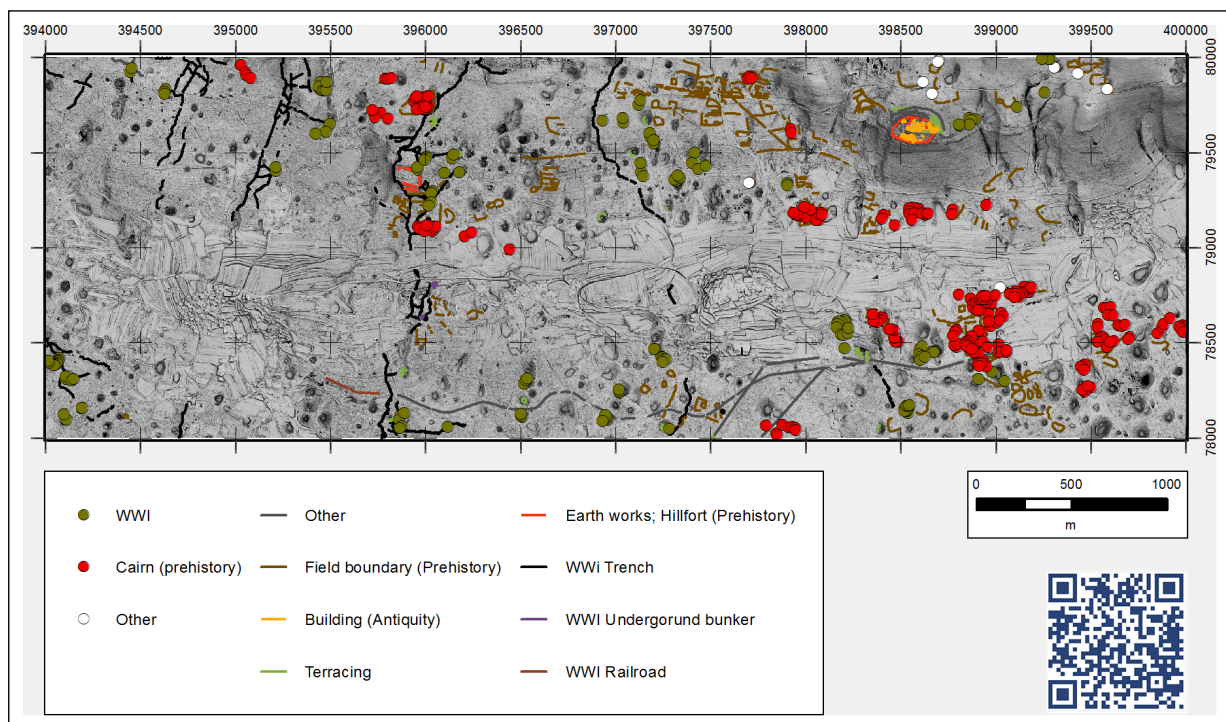 394000 394500 395000 395500 396000 396500 397000 397500 398000 398500 399000 399500 400000
80000
79500
79000
78500
78000
WWI
Cairn (prehistory)
Other
Other
Field boundary (Prehistory)
Building (Antiquity)
Terracing
Earth works; Hillfort (Prehistory)
WWi Trench
WWI Undergorund bunker
WWI Railroad
0 500 1000
m